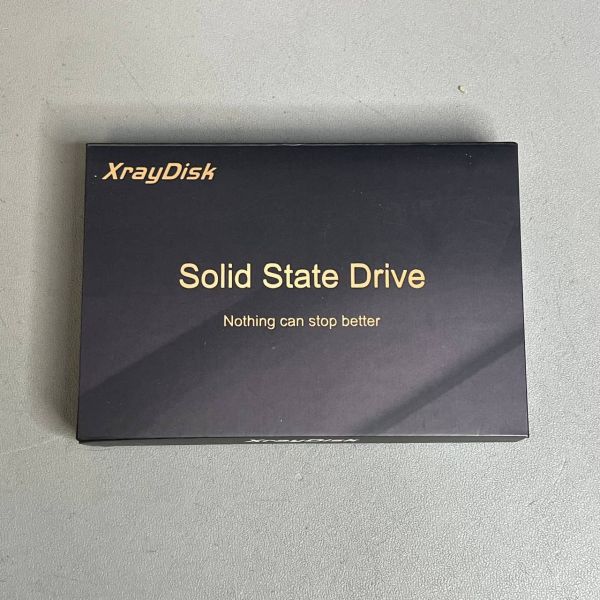 XrayDisk
Solid State Drive
Nothing can stop better
XrayDisk